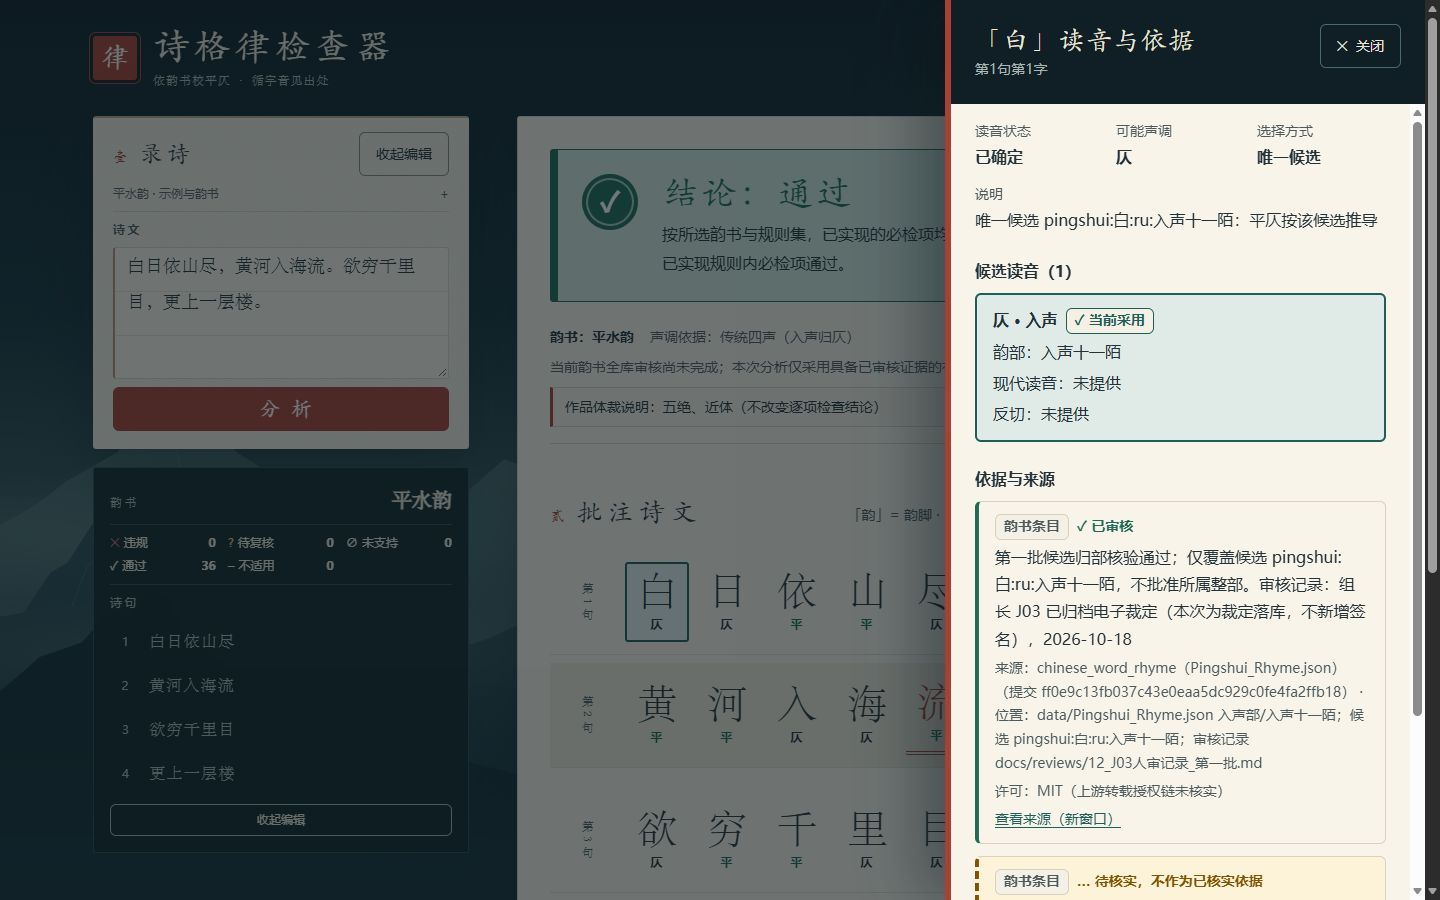 律
诗格律检查器
依韵书校平仄 · 循字音见出处
壹 录诗
收起编辑
平水韵 · 示例与韵书
+
诗文
白日依山尽，黄河入海流。欲穷千里
目，更上一层楼。
分析
韵书
平水韵
× 违规 0 ? 待复核 0 ⊘ 未支持 0
✓ 通过 36 – 不适用 0
诗句
1 白日依山尽
2 黄河入海流
3 欲穷千里目
4 更上一层楼
收起编辑
结论：通过
按所选韵书与规则集，已实现的必检项均
已实现规则内必检项通过。
韵书：平水韵 声调依据：传统四声（入声归仄）
当前韵书全库审核尚未完成；本次分析仅采用具备已审核证据的
作品体裁说明：五绝、近体（不改变逐项检查结论）
贰 批注诗文
「韵」= 韵脚 ·
第1句
白 日 依 山 尽
仄 仄 平 平 仄
第2句
黄 河 入 海 流
平 平 仄 仄 平
第3句
欲 穷 千 里 目
仄 平 平 仄 仄
「白」读音与依据
第1句第1字
× 关闭
读音状态 可能声调 选择方式
已确定 仄 唯一候选
说明
唯一候选 pingshui:白:ru:入声十一陌：平仄按该候选推导
候选读音（1）
仄 • 入声 ✓ 当前采用
韵部：入声十一陌
现代读音：未提供
反切：未提供
依据与来源
韵书条目 ✓ 已审核
第一批候选归部核验通过；仅覆盖候选 pingshui:
白:ru:入声十一陌，不批准所属整部。审核记录：组
长 J03 已归档电子裁定（本次为裁定落库，不新增签
名），2026-10-18
来源：chinese_word_rhyme（Pingshui_Rhyme.json）
（提交 ff0e9c13fb037c43e0eaa5dc929c0fe4fa2ffb18） ·
位置：data/Pingshui_Rhyme.json 入声部/入声十一陌；候
选 pingshui:白:ru:入声十一陌；审核记录
docs/reviews/12_J03人审记录_第一批.md
许可：MIT（上游转载授权链未核实）
查看来源（新窗口）
韵书条目 … 待核实，不作为已核实依据